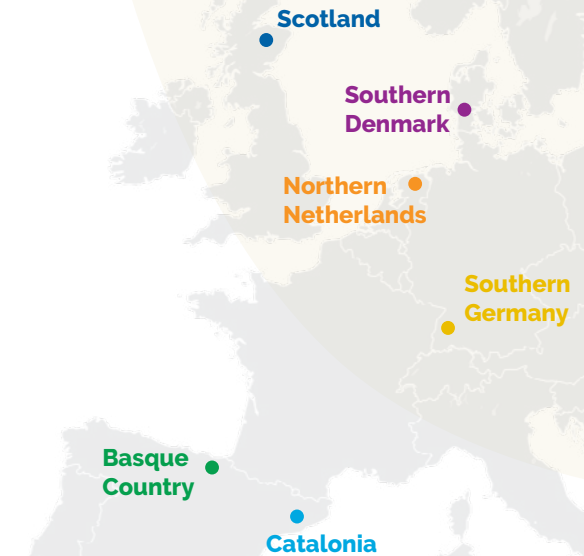 Scotland
Southern
Denmark
Northern
Netherlands
Southern
Germany
Basque
Country
Catalonia